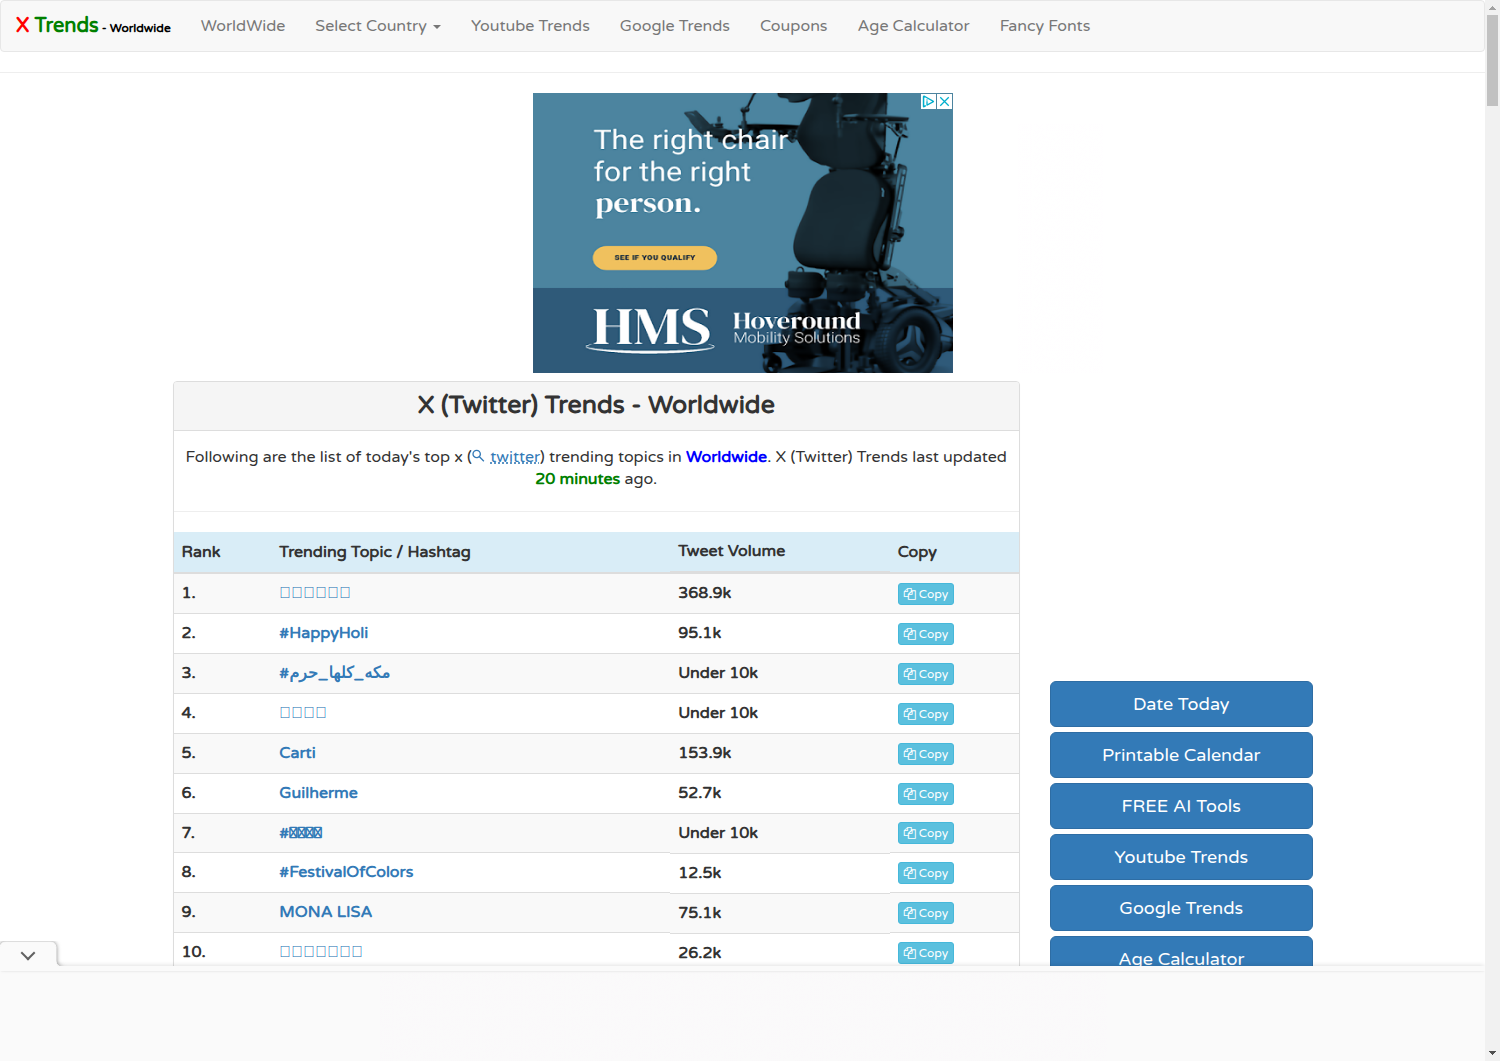 X Trends - Worldwide
WorldWide
Select Country
Youtube Trends
Google Trends
Coupons
Age Calculator
Fancy Fonts
The right chair
for the right
person.
SEE IF YOU QUALIFY
HMS
Hoveround
Mobility Solutions
X (Twitter) Trends - Worldwide
Following are the list of today's top x (twitter) trending topics in Worldwide. X (Twitter) Trends last updated
20 minutes ago.
Rank Trending Topic / Hashtag Tweet Volume Copy
1. 368.9k Copy
2. #HappyHoli 95.1k Copy
3. #مكه_كلها_حرم Under 10k Copy
4. Under 10k Copy
5. Carti 153.9k Copy
6. Guilherme 52.7k Copy
7. # Under 10k Copy
8. #FestivalOfColors 12.5k Copy
9. MONA LISA 75.1k Copy
10. 26.2k Copy
Date Today
Printable Calendar
FREE AI Tools
Youtube Trends
Google Trends
Age Calculator